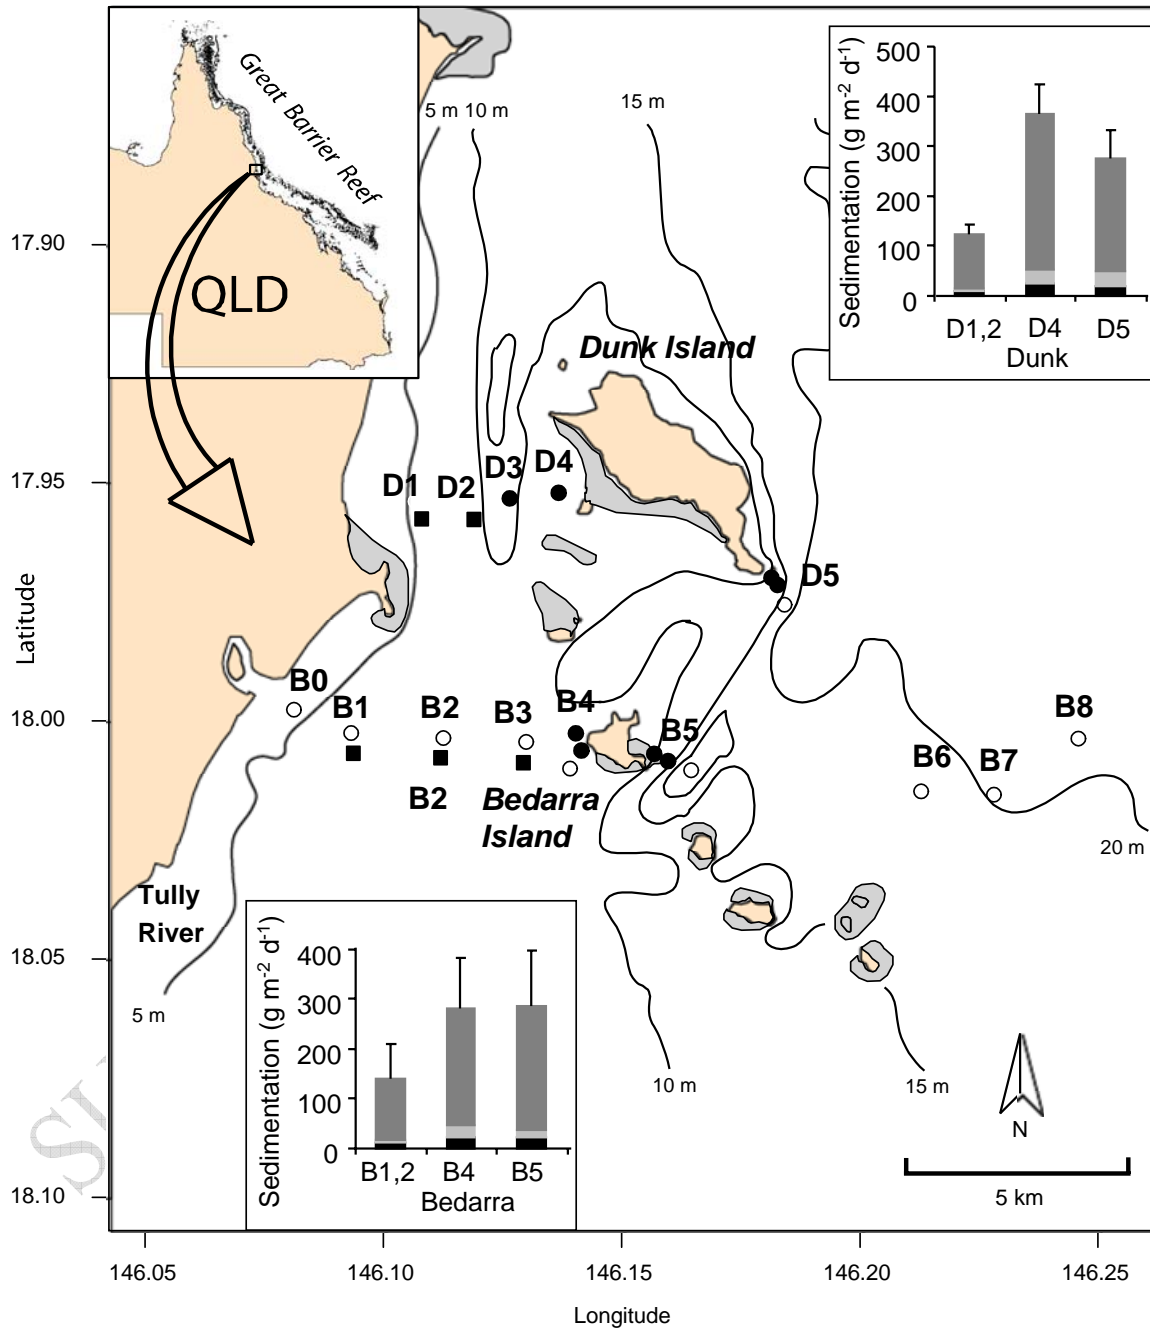 Great Barrier Reef
QLD
5 m 10 m
15 m
500
400
300
200
100
0
Sedimentation (g m-2 d-1)
D1,2
D4
D5
Dunk
17.90
17.95
18.00
18.05
18.10
Latitude
Dunk Island
D1
D2
D3
D4
D5
B0
B1
B2
B3
B4
B5
B6
B7
B8
B2
Bedarra
Island
Tully
River
5 m
20 m
10 m
15 m
400
300
200
100
0
Sedimentation (g m-2 d-1)
B1,2
B4
B5
Bedarra
N
5 km
146.05
146.10
146.15
146.20
146.25
Longitude